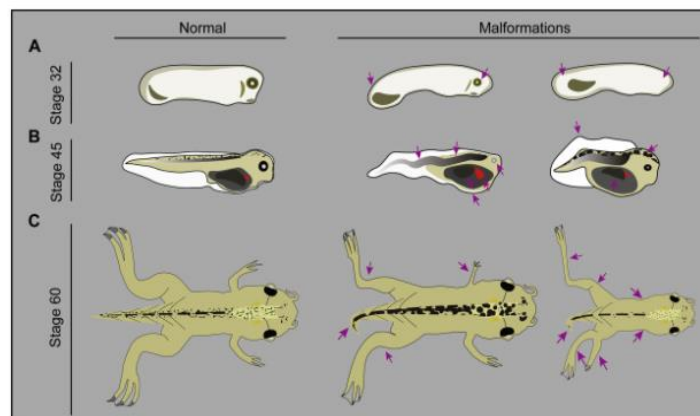 Normal
Malformations
A
Stage 32
B
Stage 45
C
Stage 60